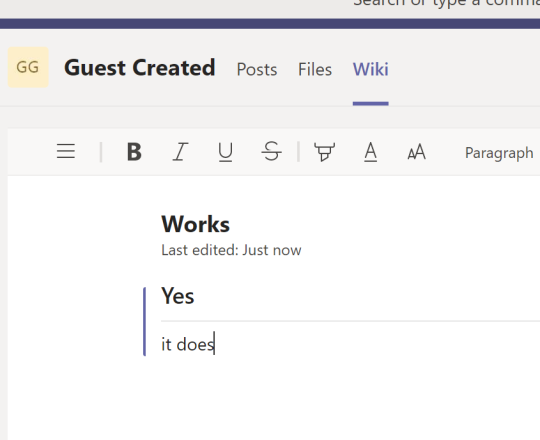 Search or type a comma
GG
Guest Created Posts Files Wiki
B I U S A AA Paragraph
Works
Last edited: Just now
Yes
it does